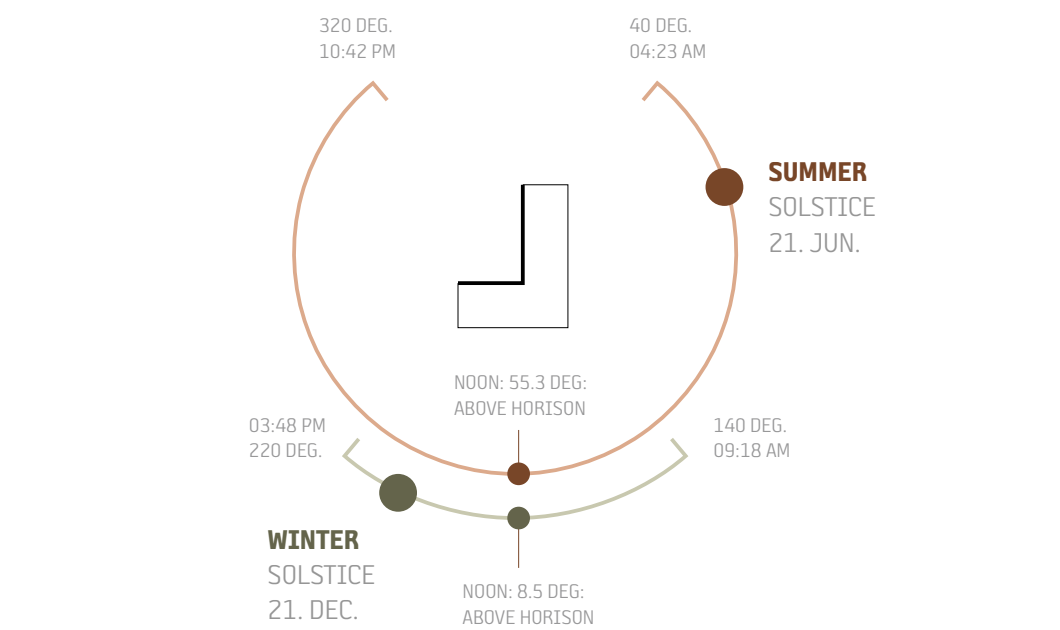 320 DEG.
10:42 PM
40 DEG.
04:23 AM
SUMMER
SOLSTICE
21. JUN.
NOON: 55.3 DEG:
ABOVE HORISON
03:48 PM
220 DEG.
140 DEG.
09:18 AM
WINTER
SOLSTICE
21. DEC.
NOON: 8.5 DEG:
ABOVE HORISON